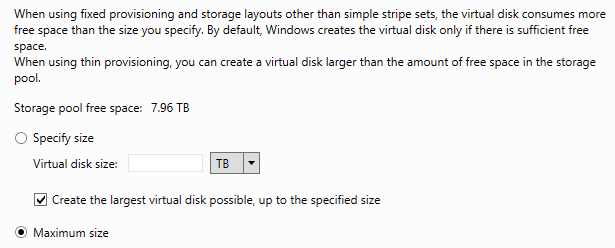 When using fixed provisioning and storage layouts other than simple stripe sets, the virtual disk consumes more
free space than the size you specify. By default, Windows creates the virtual disk only if there is sufficient free
space.
When using thin provisioning, you can create a virtual disk larger than the amount of free space in the storage
pool.
Storage pool free space: 7.96 TB
Specify size
Virtual disk size: TB
Create the largest virtual disk possible, up to the specified size
Maximum size